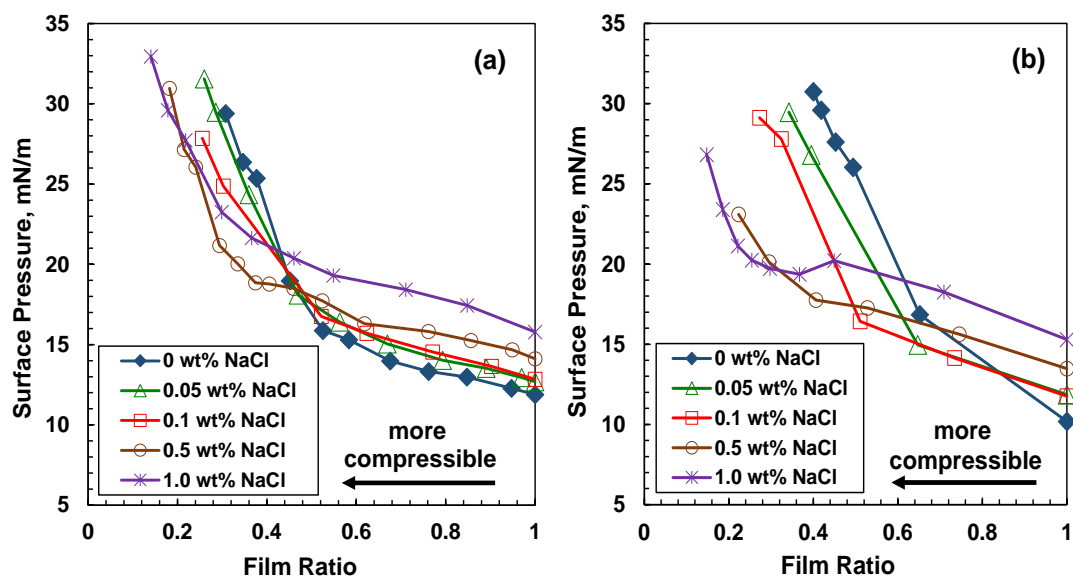 (a)
Surface Pressure, mN/m
35
30
25
20
15
10
5
0 wt% NaCl
0.05 wt% NaCl
0.1 wt% NaCl
0.5 wt% NaCl
1.0 wt% NaCl
more
compressible
0 0.2 0.4 0.6 0.8 1
Film Ratio
(b)
Surface Pressure, mN/m
35
30
25
20
15
10
5
0 wt% NaCl
0.05 wt% NaCl
0.1 wt% NaCl
0.5 wt% NaCl
1.0 wt% NaCl
more
compressible
0 0.2 0.4 0.6 0.8 1
Film Ratio